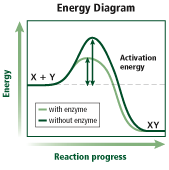 Energy Diagram
Activation
energy
X + Y
with enzyme
without enzyme
XY
Energy
Reaction progress